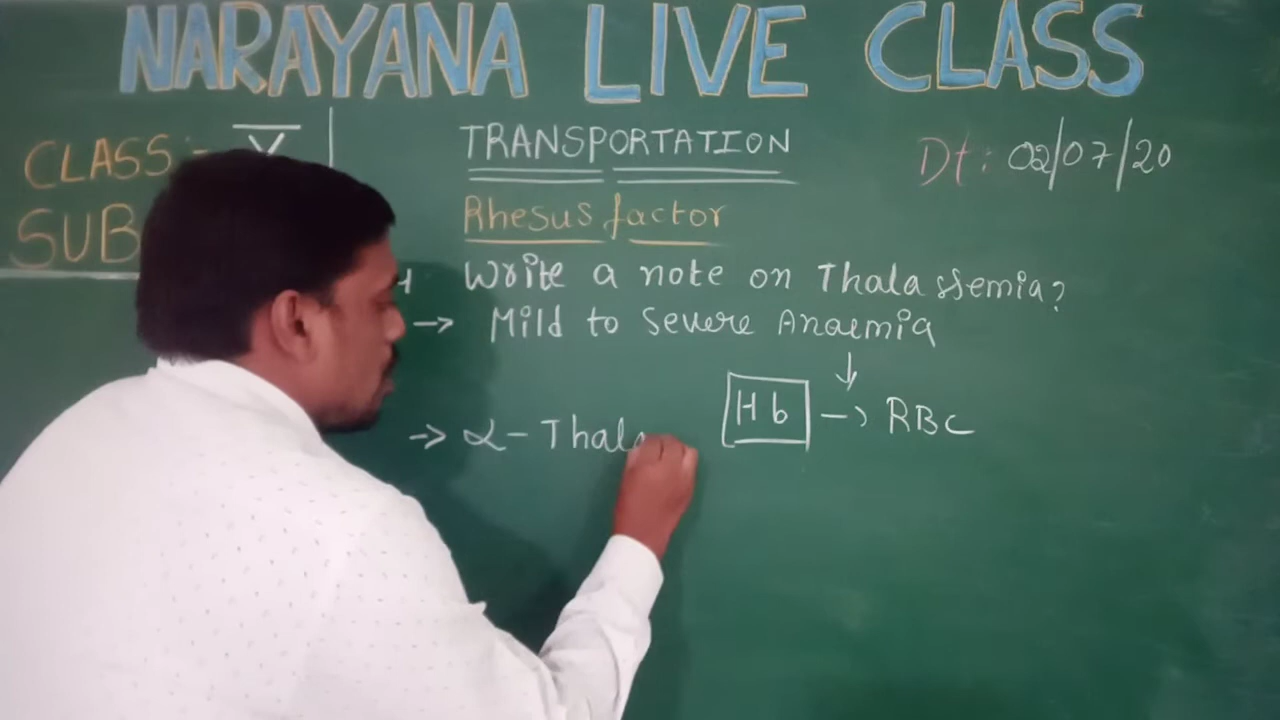 NARAYANA LIVE CLASS
CLASS:- X
TRANSPORTATION
Dt: 02/07/20
SUB
Rhesus factor
Write a note on Thalassemia?
→ Mild to Severe Anaemia
↓
Hb → RBC
→ α- Thala